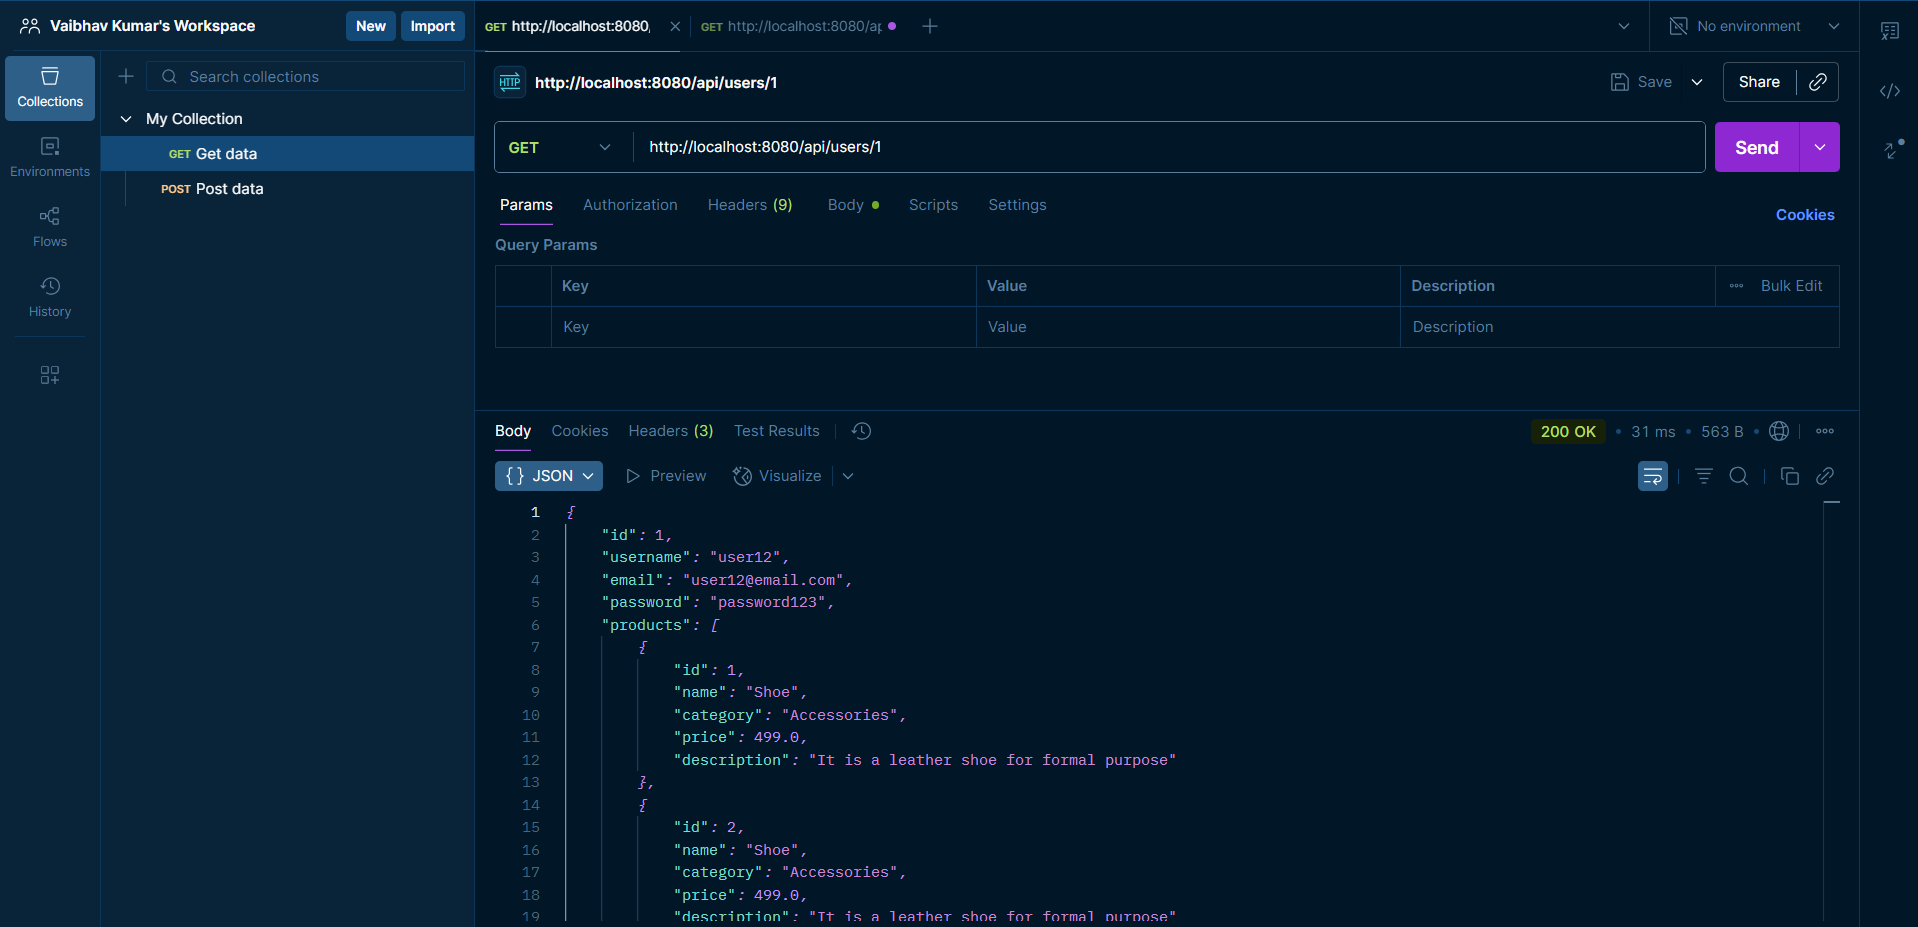 Vaibhav Kumar's Workspace
New
Import
GET http://localhost:8080/
GET http://localhost:8080/ap
No environment
Collections
Environments
Flows
History
Search collections
My Collection
GET Get data
POST Post data
HTTP
http://localhost:8080/api/users/1
Save
Share
GET
http://localhost:8080/api/users/1
Send
Params
Authorization
Headers (9)
Body
Scripts
Settings
Cookies
Query Params
Key
Value
Description
Bulk Edit
Key
Value
Description
Body
Cookies
Headers (3)
Test Results
200 OK
31 ms
563 B
{} JSON
Preview
Visualize
1 {
2 "id": 1,
3 "username": "user12",
4 "email": "user12@email.com",
5 "password": "password123",
6 "products": [
7 {
8 "id": 1,
9 "name": "Shoe",
10 "category": "Accessories",
11 "price": 499.0,
12 "description": "It is a leather shoe for formal purpose"
13 },
14 {
15 "id": 2,
16 "name": "Shoe",
17 "category": "Accessories",
18 "price": 499.0,
19 "description": "It is a leather shoe for formal purpose"